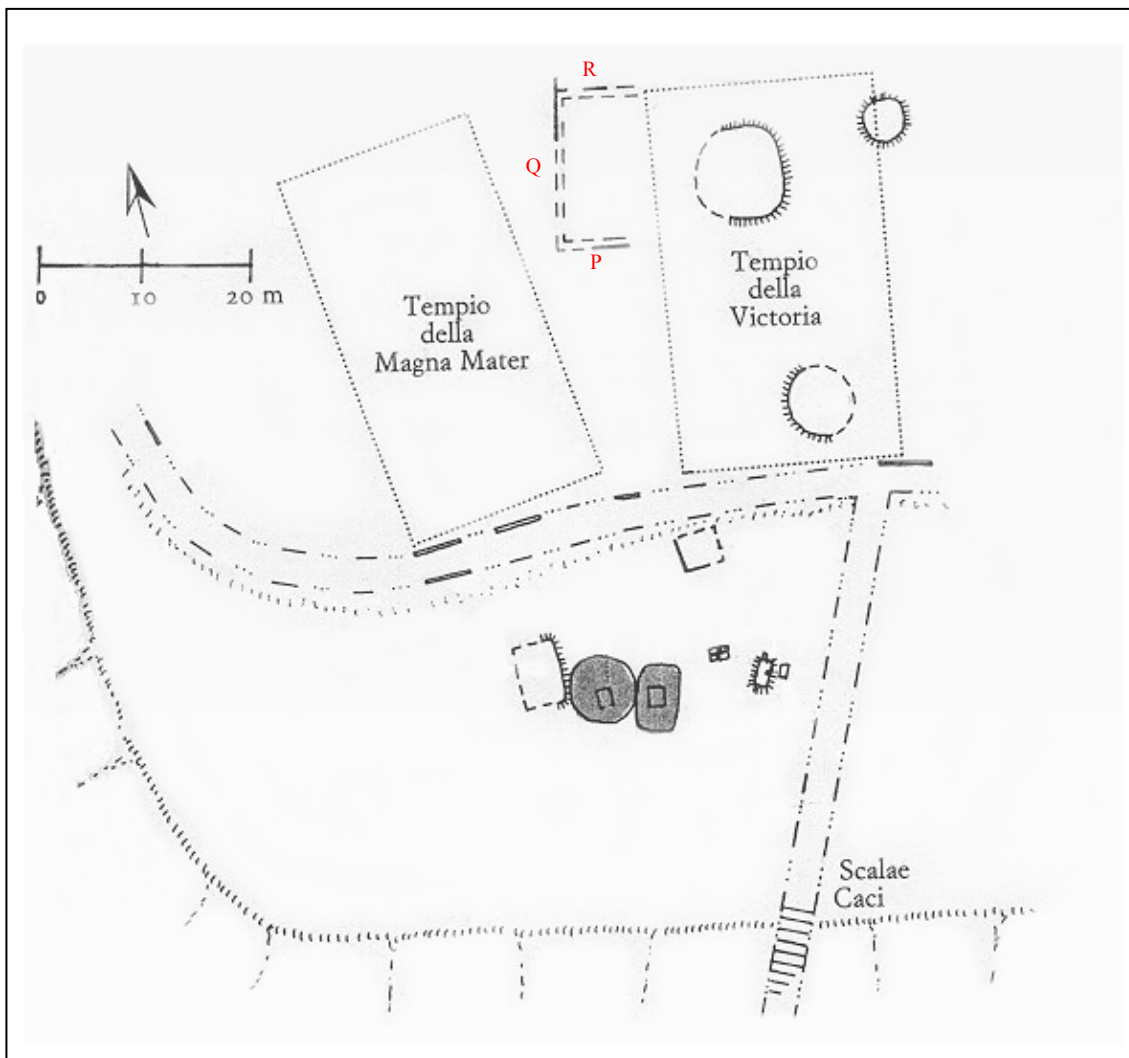 R
Q
P
0 10 20 m
Tempio
della
Magna Mater
Tempio
della
Victoria
Scalae
Caci